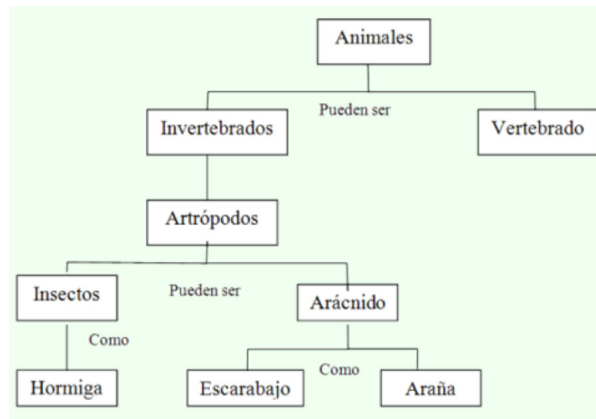 Animales
Pueden ser
Invertebrados
Vertebrado
Artrópodos
Insectos
Pueden ser
Arácnido
Como
Hormiga
Escarabajo
Como
Araña